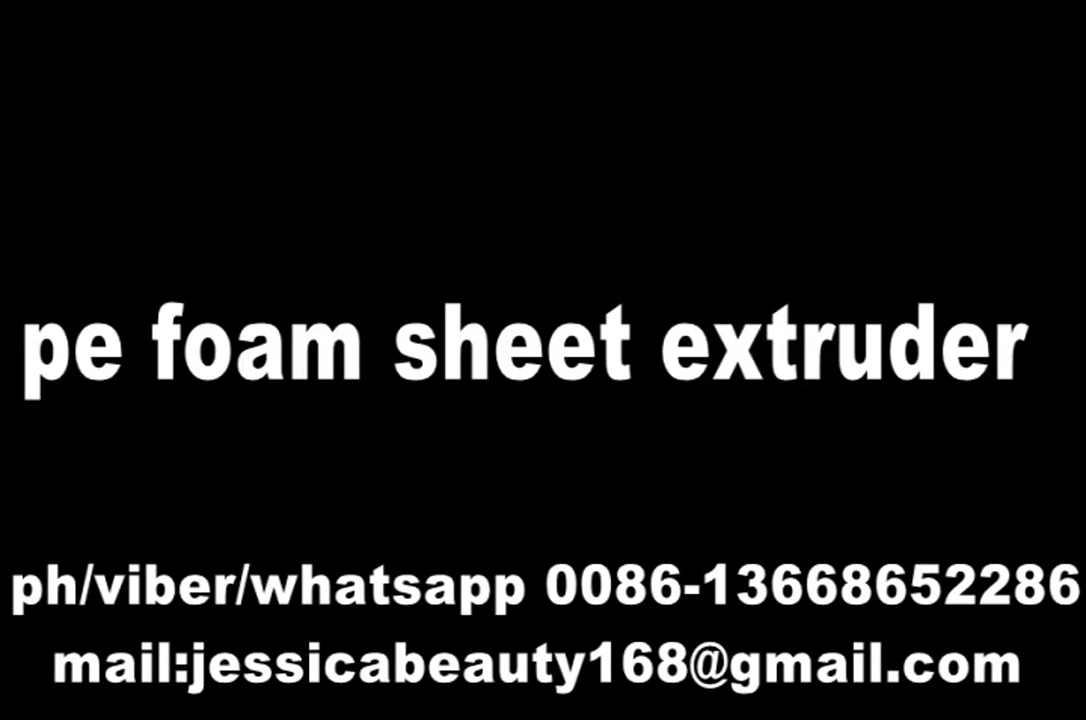 pe foam sheet extruder
ph/viber/whatsapp 0086-13668652286
mail:jessicabeauty168@gmail.com